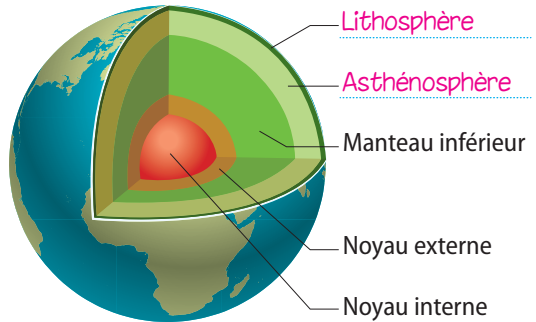 Lithosphère
Asthénosphère
Manteau inférieur
Noyau externe
Noyau interne